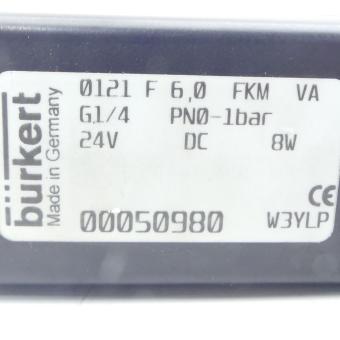 bürkert
Made in Germany
0121 F 6,0 FKM VA
G1/4 PN0-1bar
24V DC 8W
CE
00050980 W3YLP